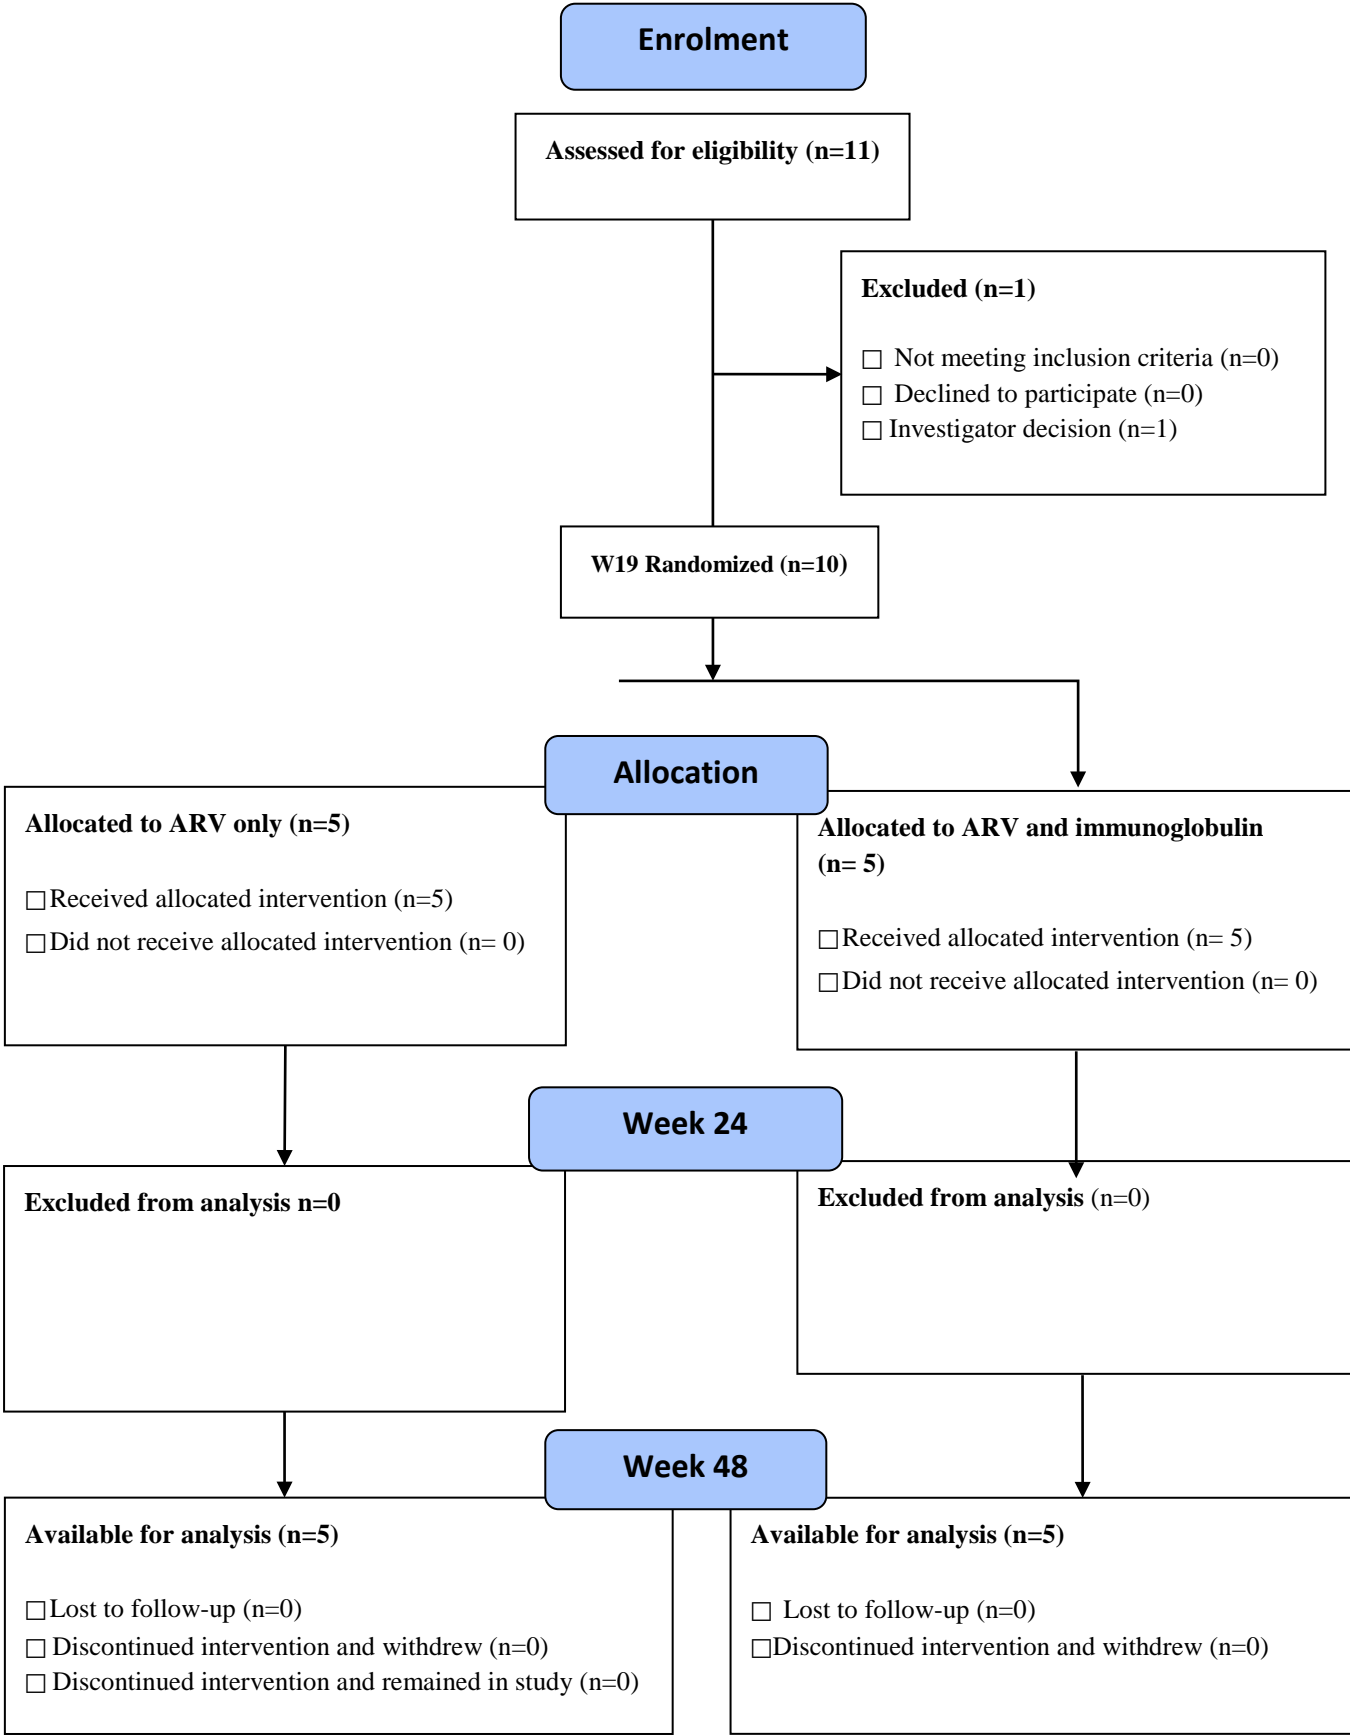 Enrolment
Assessed for eligibility (n=11)
Excluded (n=1)
□ Not meeting inclusion criteria (n=0)
□ Declined to participate (n=0)
□ Investigator decision (n=1)
W19 Randomized (n=10)
Allocation
Allocated to ARV only (n=5)
□ Received allocated intervention (n=5)
□ Did not receive allocated intervention (n= 0)
Allocated to ARV and immunoglobulin
(n= 5)
□ Received allocated intervention (n= 5)
□ Did not receive allocated intervention (n= 0)
Week 24
Excluded from analysis n=0
Excluded from analysis (n=0)
Week 48
Available for analysis (n=5)
□ Lost to follow-up (n=0)
□ Discontinued intervention and withdrew (n=0)
□ Discontinued intervention and remained in study (n=0)
Available for analysis (n=5)
□ Lost to follow-up (n=0)
□ Discontinued intervention and withdrew (n=0)